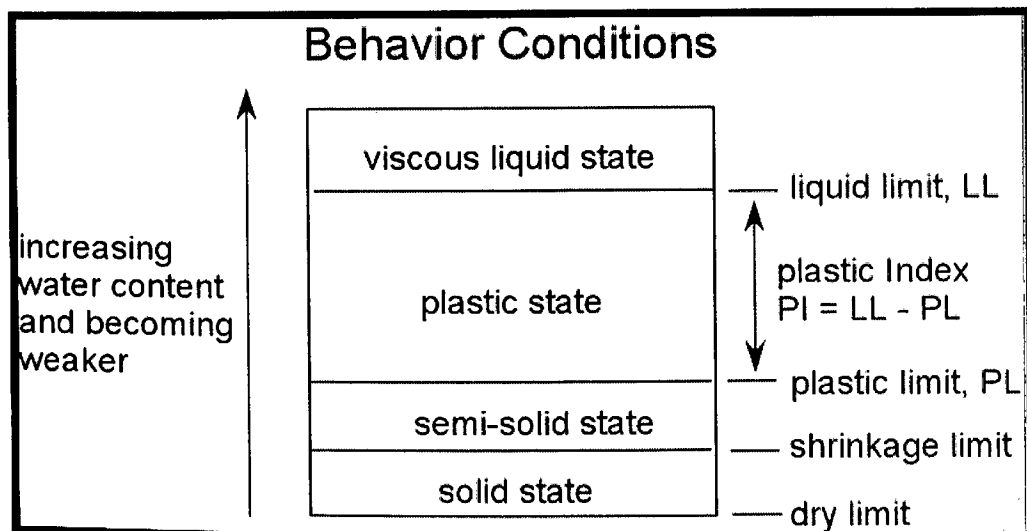 Behavior Conditions
viscous liquid state
liquid limit, LL
increasing
water content
and becoming
weaker
plastic state
plastic Index
PI = LL - PL
plastic limit, PL
semi-solid state
shrinkage limit
solid state
dry limit